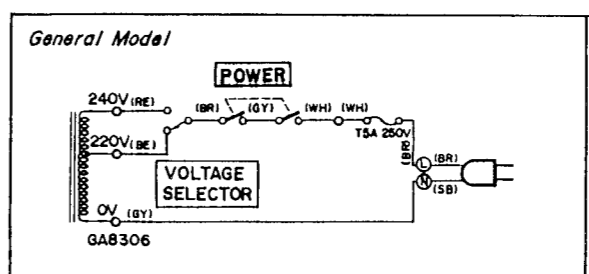 General Model
POWER
240V (RE)
(BR) (GY) (WH) (WH)
220V (BE)
T5A 250V
(BR)
VOLTAGE
SELECTOR
L (BR)
N (SB)
0V (GY)
GA8306